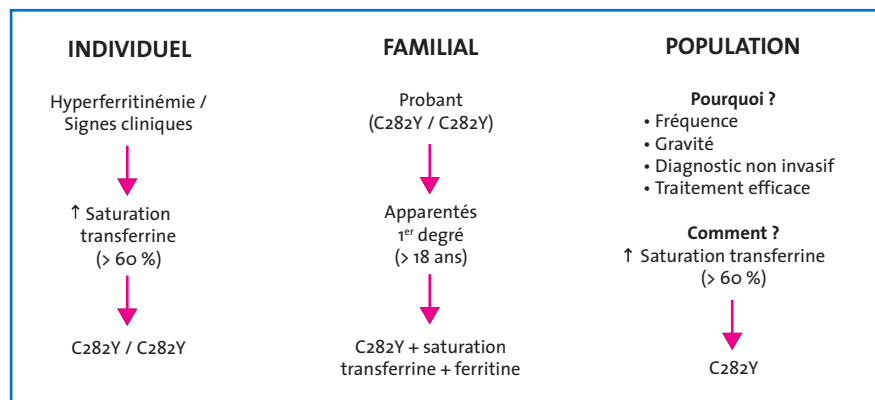 INDIVIDUEL
Hyperferritinémie /
Signes cliniques
↑ Saturation
transferrine
(> 60 %)
C282Y / C282Y
FAMILIAL
Probant
(C282Y / C282Y)
Apparentés
1er degré
(> 18 ans)
C282Y + saturation
transferrine + ferritine
POPULATION
Pourquoi ?
• Fréquence
• Gravité
• Diagnostic non invasif
• Traitement efficace
Comment ?
↑ Saturation transferrine
(> 60 %)
C282Y